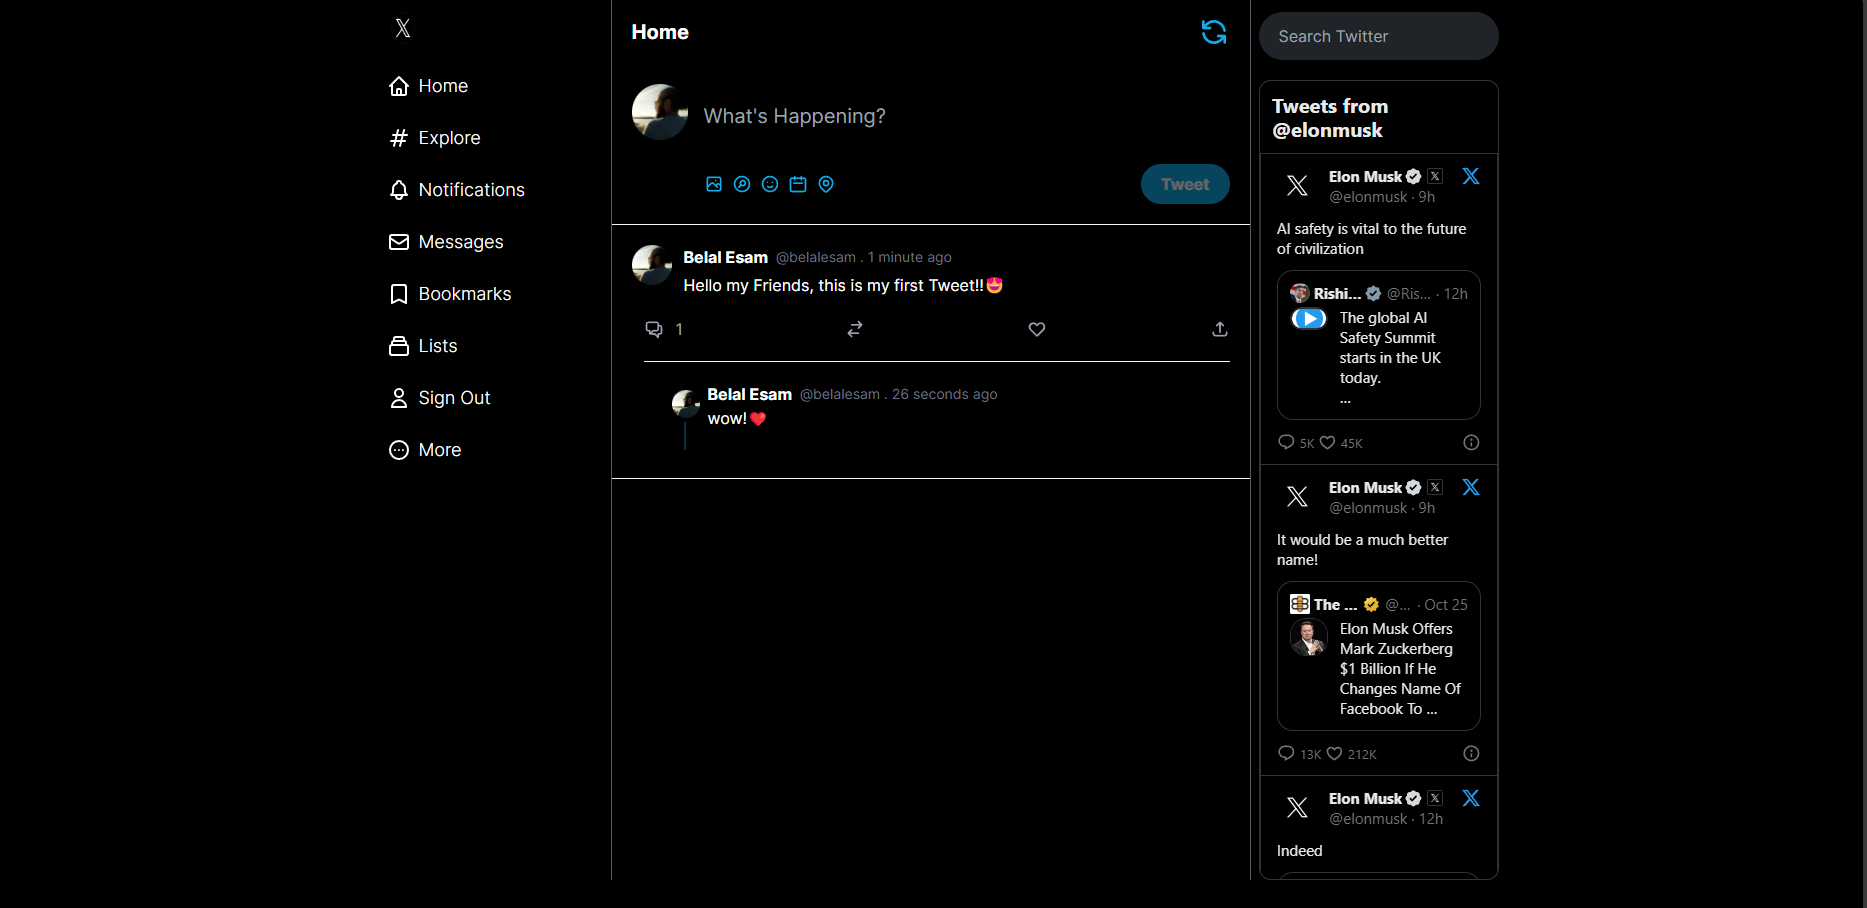 𝕏
Home
Explore
Notifications
Messages
Bookmarks
Lists
Sign Out
More
Home
What's Happening?
Tweet
Belal Esam @belalesam . 1 minute ago
Hello my Friends, this is my first Tweet!!😍
1
Belal Esam @belalesam . 26 seconds ago
wow!❤️
Search Twitter
Tweets from
@elonmusk
Elon Musk
@elonmusk · 9h
AI safety is vital to the future
of civilization
Rishi... @Ris... · 12h
The global AI
Safety Summit
starts in the UK
today.
...
5K 45K
Elon Musk
@elonmusk · 9h
It would be a much better
name!
The ... @... · Oct 25
Elon Musk Offers
Mark Zuckerberg
$1 Billion If He
Changes Name Of
Facebook To ...
13K 212K
Elon Musk
@elonmusk · 12h
Indeed